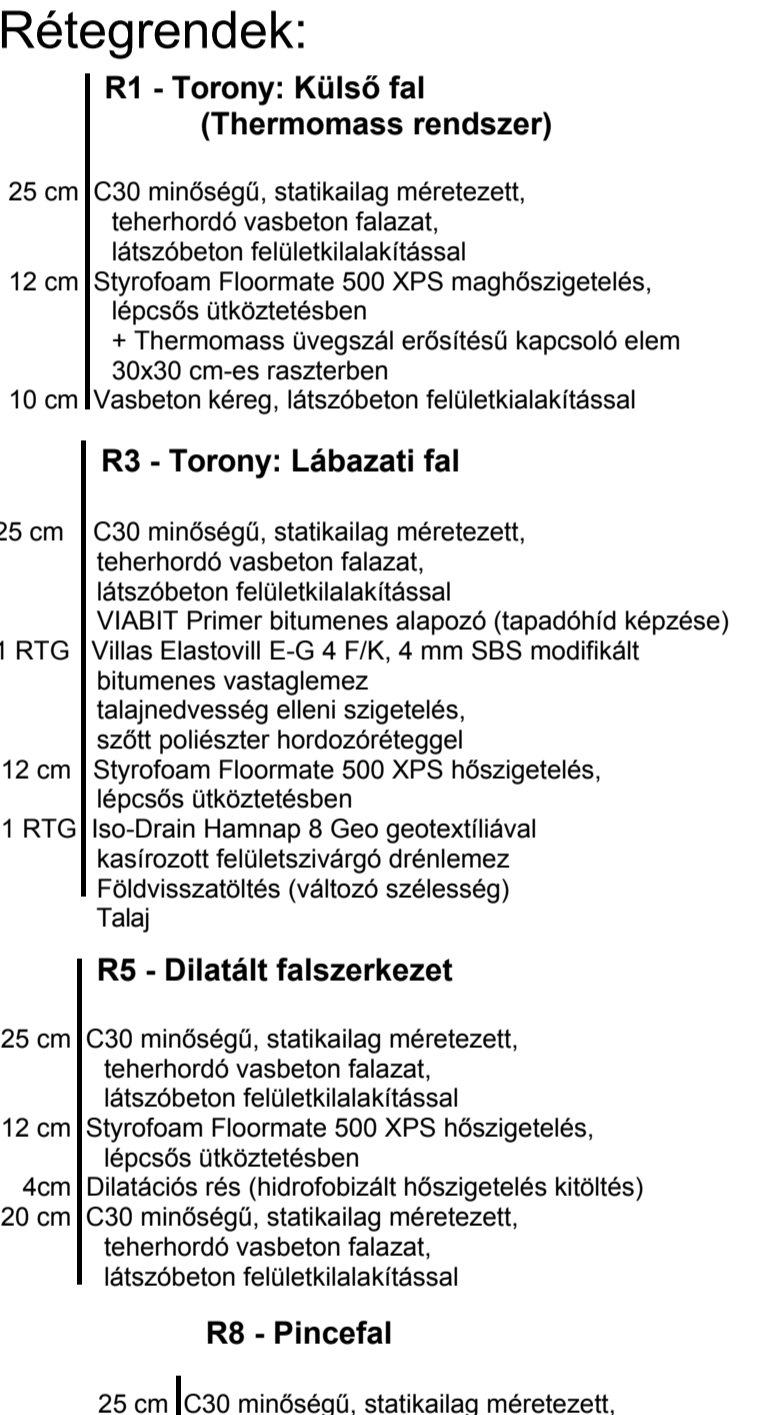 Rétegrendek:
R1 - Torony: Külső fal
(Thermomass rendszer)
25 cm C30 minőségű, statikailag méretezett,
teherhordó vasbeton falazat,
látszóbeton felületkilalakítással
12 cm Styrofoam Floormate 500 XPS maghőszigetelés,
lépcsős ütköztetésben
+ Thermomass üvegszál erősítésű kapcsoló elem
30x30 cm-es raszterben
10 cm Vasbeton kéreg, látszóbeton felületkialakítással
R3 - Torony: Lábazati fal
25 cm C30 minőségű, statikailag méretezett,
teherhordó vasbeton falazat,
látszóbeton felületkilalakítással
VIABIT Primer bitumenes alapozó (tapadóhíd képzése)
1 RTG Villas Elastovill E-G 4 F/K, 4 mm SBS modifikált
bitumenes vastaglemez
talajnedvesség elleni szigetelés,
szőtt poliészter hordozóréteggel
12 cm Styrofoam Floormate 500 XPS hőszigetelés,
lépcsős ütköztetésben
1 RTG Iso-Drain Hamnap 8 Geo geotextíliával
kasírozott felületszivárgó drénlemez
Földvisszatöltés (változó szélesség)
Talaj
R5 - Dilatált falszerkezet
25 cm C30 minőségű, statikailag méretezett,
teherhordó vasbeton falazat,
látszóbeton felületkilalakítással
12 cm Styrofoam Floormate 500 XPS hőszigetelés,
lépcsős ütköztetésben
4cm Dilatációs rés (hidrofobizált hőszigetelés kitöltés)
20 cm C30 minőségű, statikailag méretezett,
teherhordó vasbeton falazat,
látszóbeton felületkilalakítással
R8 - Pincefal
25 cm C30 minőségű, statikailag méretezett,